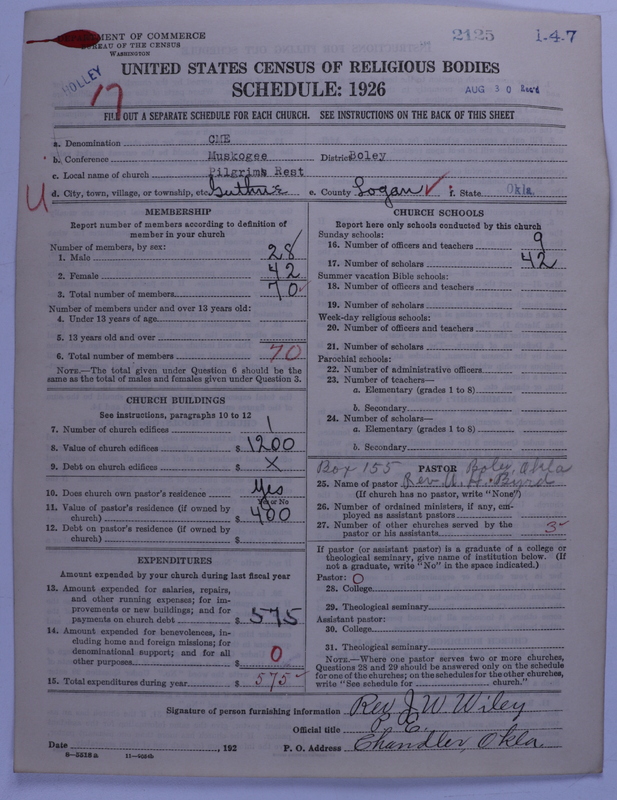 DEPARTMENT OF COMMERCE
BUREAU OF THE CENSUS
WASHINGTON
2125
1-4-7
HOLLEY
17
UNITED STATES CENSUS OF RELIGIOUS BODIES
SCHEDULE: 1926
AUG 30 Rec'd
FILL OUT A SEPARATE SCHEDULE FOR EACH CHURCH. SEE INSTRUCTIONS ON THE BACK OF THIS SHEET
a. Denomination CME
b. Conference Muskogee District Boley
c. Local name of church Pilgrims Rest
U d. City, town, village, or township, etc. Guthrie e. County Logan ✓ f. State Okla
MEMBERSHIP
Report number of members according to definition of
member in your church
Number of members, by sex:
1. Male 28
2. Female 42
3. Total number of members 70
Number of members under and over 13 years old:
4. Under 13 years of age
5. 13 years old and over
6. Total number of members 70
NOTE.—The total given under Question 6 should be the
same as the total of males and females given under Question 3.
CHURCH BUILDINGS
See instructions, paragraphs 10 to 12
7. Number of church edifices 1
8. Value of church edifices $ 1200
9. Debt on church edifices $ X
10. Does church own pastor's residence Yes
Yes or No
11. Value of pastor's residence (if owned by
church) $ 400
12. Debt on pastor's residence (if owned by
church) $
EXPENDITURES
Amount expended by your church during last fiscal year
13. Amount expended for salaries, repairs,
and other running expenses; for im-
provements or new buildings; and for
payments on church debt $ 575
14. Amount expended for benevolences, in-
cluding home and foreign missions; for
denominational support; and for all
other purposes $ 0
15. Total expenditures during year $ 575
CHURCH SCHOOLS
Report here only schools conducted by this church
Sunday schools:
16. Number of officers and teachers 9
17. Number of scholars 42
Summer vacation Bible schools:
18. Number of officers and teachers
19. Number of scholars
Week-day religious schools:
20. Number of officers and teachers
21. Number of scholars
Parochial schools:
22. Number of administrative officers
23. Number of teachers—
a. Elementary (grades 1 to 8)
b. Secondary
24. Number of scholars—
a. Elementary (grades 1 to 8)
b. Secondary
Box 155 PASTOR Boley, Okla
25. Name of pastor Rev. W. H. Byrd
(If church has no pastor, write "None")
26. Number of ordained ministers, if any, em-
ployed as assistant pastors
27. Number of other churches served by the
pastor or his assistants 3
If pastor (or assistant pastor) is a graduate of a college or
theological seminary, give name of institution below. (If
not a graduate, write "No" in the space indicated.)
Pastor: O
28. College
29. Theological seminary
Assistant pastor:
30. College
31. Theological seminary
NOTE.—Where one pastor serves two or more churches,
Questions 28 and 29 should be answered only on the schedule
for one of the churches; on the schedules for the other churches,
write "See schedule for church."
Signature of person furnishing information Rev J W Wiley
Official title P. E.
Date , 192 P. O. Address Chandler, Okla.
8-5518 a 11-4054b